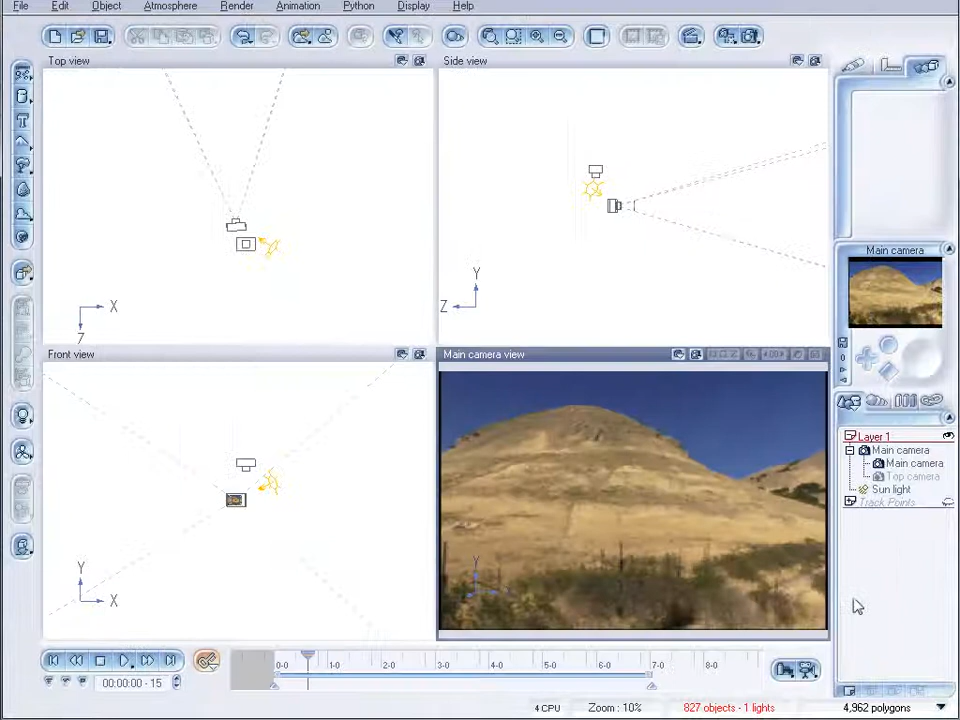 File Edit Object Atmosphere Render Animation Python Display Help
Top view
Side view
X
Z
Y
Z
Main camera
Front view
Main camera view
Layer 1
Main camera
Main camera
Top camera
Sun light
Track Points
Y
X
Y
0-0 1-0 2-0 3-0 4-0 5-0 6-0 7-0 8-0
00:00:00 - 15
4 CPU Zoom : 10% 827 objects - 1 lights 4,962 polygons